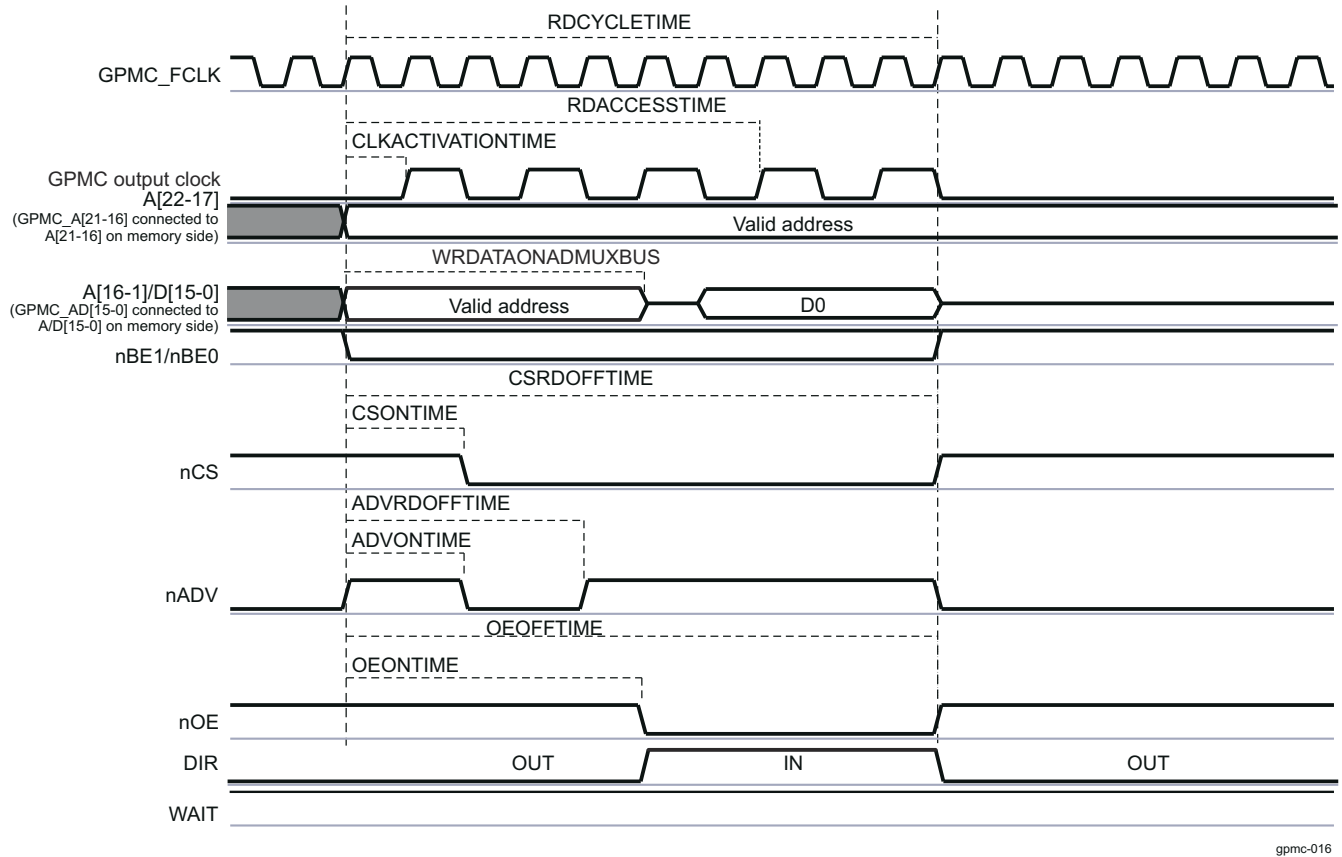 RDCYCLETIME
GPMC_FCLK
RDACCESSTIME
CLKACTIVATIONTIME
GPMC output clock
A[22-17]
(GPMC_A[21-16] connected to
A[21-16] on memory side)
Valid address
WRDATAONADMUXBUS
A[16-1]/D[15-0]
(GPMC_AD[15-0] connected to
A/D[15-0] on memory side)
Valid address
D0
nBE1/nBE0
CSRDOFFTIME
CSONTIME
nCS
ADVRDOFFTIME
ADVONTIME
nADV
OEOFFTIME
OEONTIME
nOE
DIR
OUT
IN
OUT
WAIT
gpmc-016